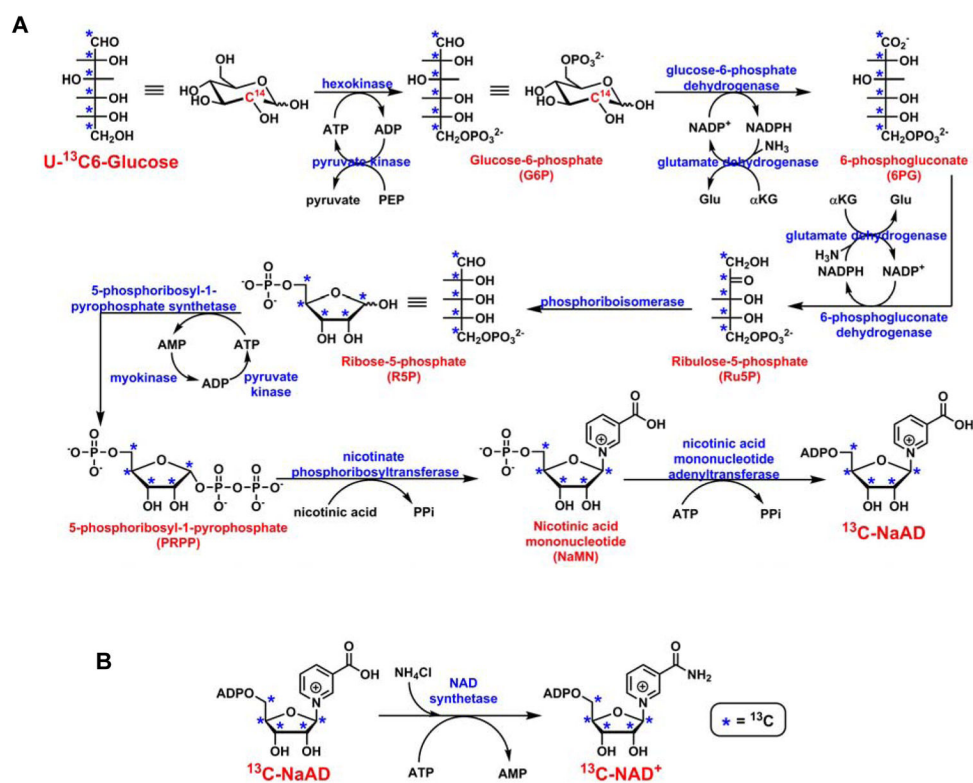 A
*CHO
OH
HO
OH
OH
CH₂OH
U-¹³C6-Glucose
≡
OH
O
HO
HO
C¹⁴
OH
OH
hexokinase
ATP
ADP
pyruvate kinase
pyruvate
PEP
*CHO
OH
HO
OH
OH
CH₂OPO₃²⁻
≡
OPO₃²⁻
O
HO
HO
C¹⁴
OH
OH
Glucose-6-phosphate
(G6P)
glucose-6-phosphate
dehydrogenase
NADP⁺
NADPH
NH₃
glutamate dehydrogenase
Glu
αKG
*CO₂⁻
OH
HO
OH
OH
CH₂OPO₃²⁻
6-phosphogluconate
(6PG)
αKG
Glu
glutamate dehydrogenase
H₃N
NADPH
NADP⁺
6-phosphogluconate
dehydrogenase
*CH₂OH
O
OH
OH
CH₂OPO₃²⁻
Ribulose-5-phosphate
(Ru5P)
phosphoriboisomerase
*CHO
OH
OH
OH
CH₂OPO₃²⁻
≡
O
⁻O-P-O
O⁻
O
OH
OH OH
Ribose-5-phosphate
(R5P)
5-phosphoribosyl-1-
pyrophosphate synthetase
AMP
ATP
ADP
myokinase
pyruvate
kinase
O
⁻O-P-O
O⁻
O
O O
O-P-O-P-O⁻
O⁻ O⁻
OH OH
5-phosphoribosyl-1-pyrophosphate
(PRPP)
nicotinate
phosphoribosyltransferase
nicotinic acid
PPi
O
OH
N
+
O
⁻O-P-O
O⁻
O
OH OH
Nicotinic acid
mononucleotide
(NaMN)
nicotinic acid
mononucleotide
adenyltransferase
ATP
PPi
O
OH
N
+
ADPO
O
OH OH
¹³C-NaAD
B
O
OH
N
+
ADPO
O
OH OH
¹³C-NaAD
NH₄Cl
NAD
synthetase
ATP
AMP
O
NH₂
N
+
ADPO
O
OH OH
¹³C-NAD⁺
* = ¹³C